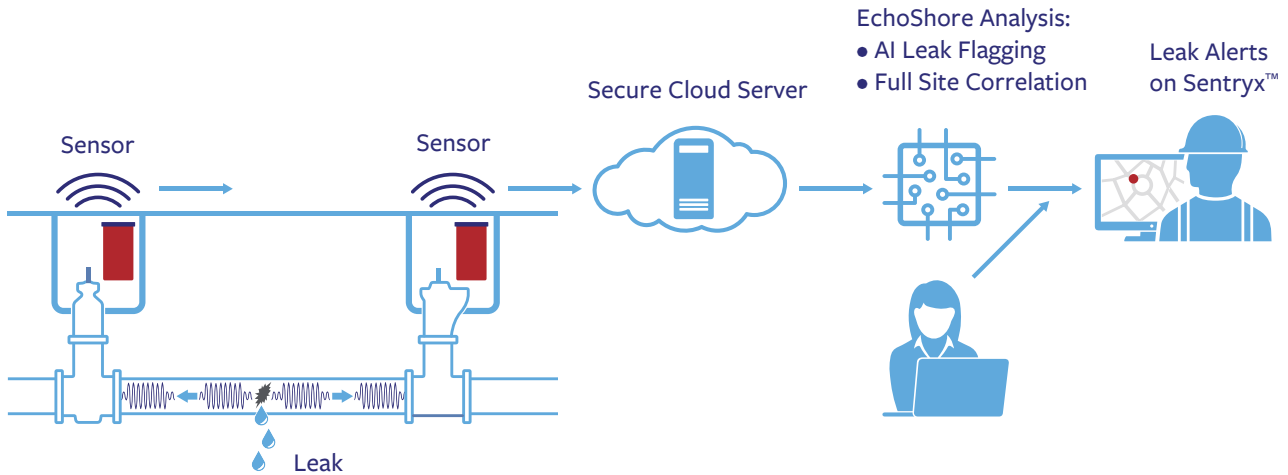 EchoShore Analysis:
• AI Leak Flagging
• Full Site Correlation
Leak Alerts
on Sentryx™
Secure Cloud Server
Sensor
Sensor
Leak